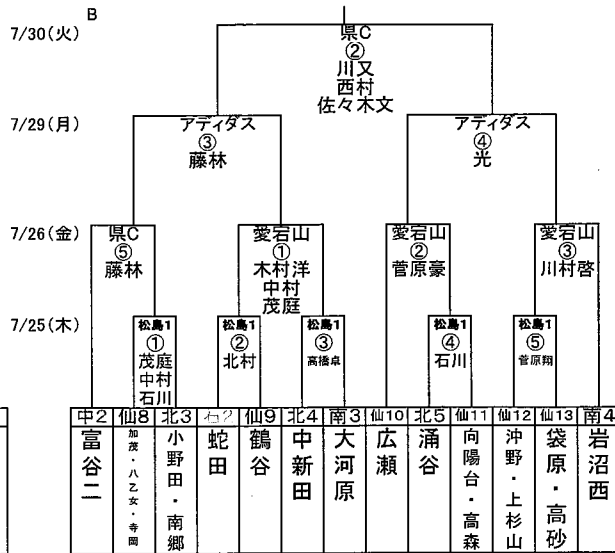 B
7/30(火)
県C
②
川又
西村
佐々木文
7/29(月)
アディダス
③
藤林
アディダス
④
光
7/26(金)
県C
⑤
藤林
愛宕山
①
木村洋
中村
茂庭
愛宕山
②
菅原豪
愛宕山
③
川村啓
7/25(木)
松島1
①
茂庭
中村
石川
松島1
②
北村
松島1
③
高橋卓
松島1
④
石川
松島1
⑤
菅原翔
中2 仙8 北3 石2 仙9 北4 南3 仙10 北5 仙11 仙12 仙13 南4
富谷二
加茂・八乙女・寺岡
小野田・南郷
蛇田
鶴谷
中新田
大河原
広瀬
涌谷
向陽台・高森
沖野・上杉山
袋原・高砂
岩沼西